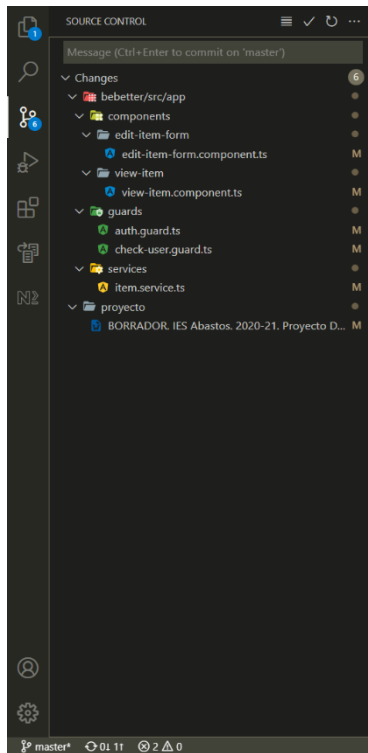 SOURCE CONTROL
1
Message (Ctrl+Enter to commit on 'master')
Changes
6
bebetter/src/app
components
6
edit-item-form
edit-item-form.component.ts M
view-item
view-item.component.ts M
guards
auth.guard.ts M
check-user.guard.ts M
services
item.service.ts M
proyecto
BORRADOR. IES Abastos. 2020-21. Proyecto D... M
master* 0↓ 1↑ 2 0